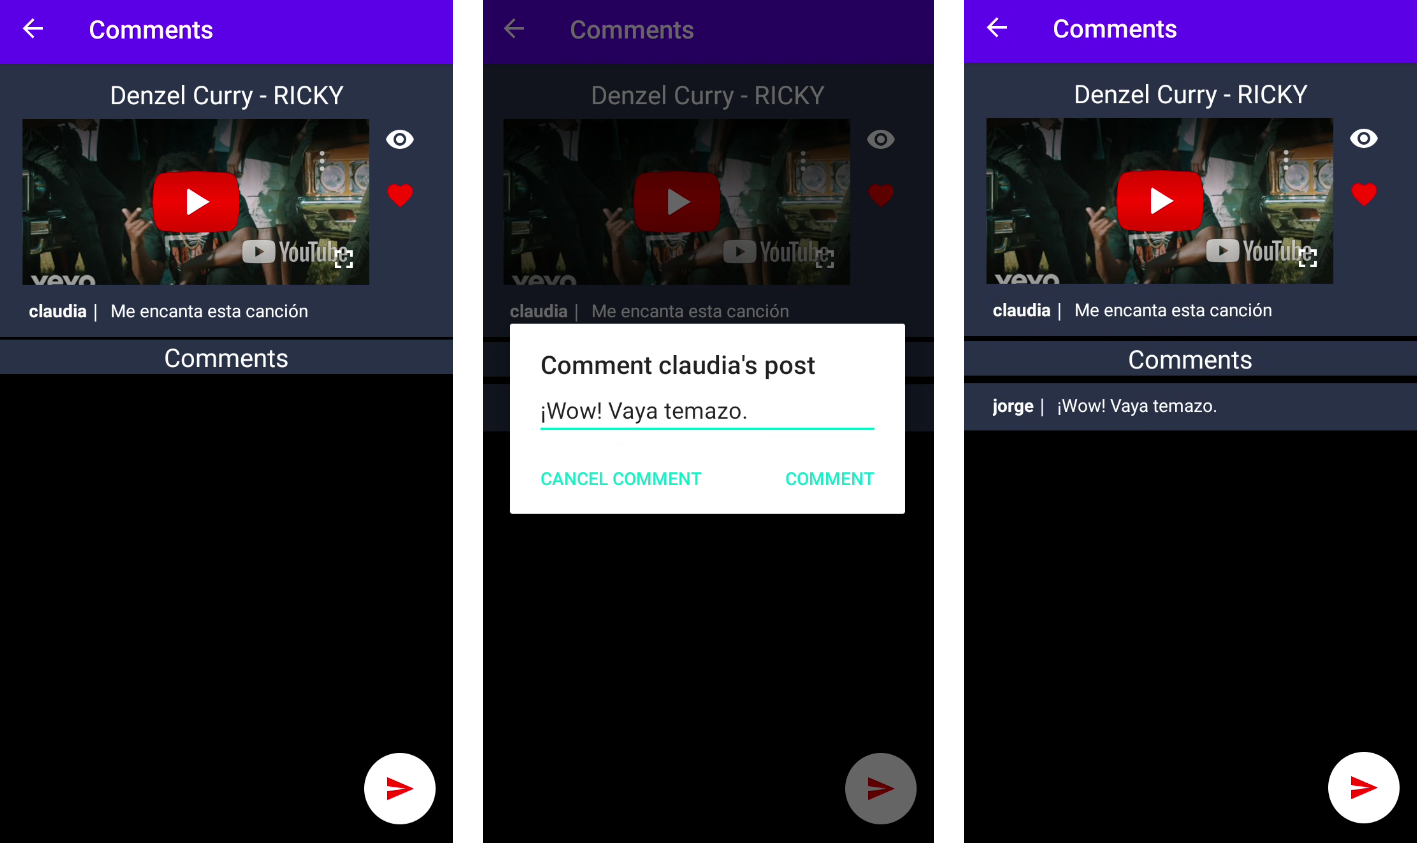 Comments
Denzel Curry - RICKY
YouTube
vevo
claudia | Me encanta esta canción
Comments
Comments
Denzel Curry - RICKY
YouTube
claudia | Me encanta esta canción
Comment claudia's post
¡Wow! Vaya temazo.
CANCEL COMMENT COMMENT
Comments
Denzel Curry - RICKY
YouTube
vevo
claudia | Me encanta esta canción
Comments
jorge | ¡Wow! Vaya temazo.